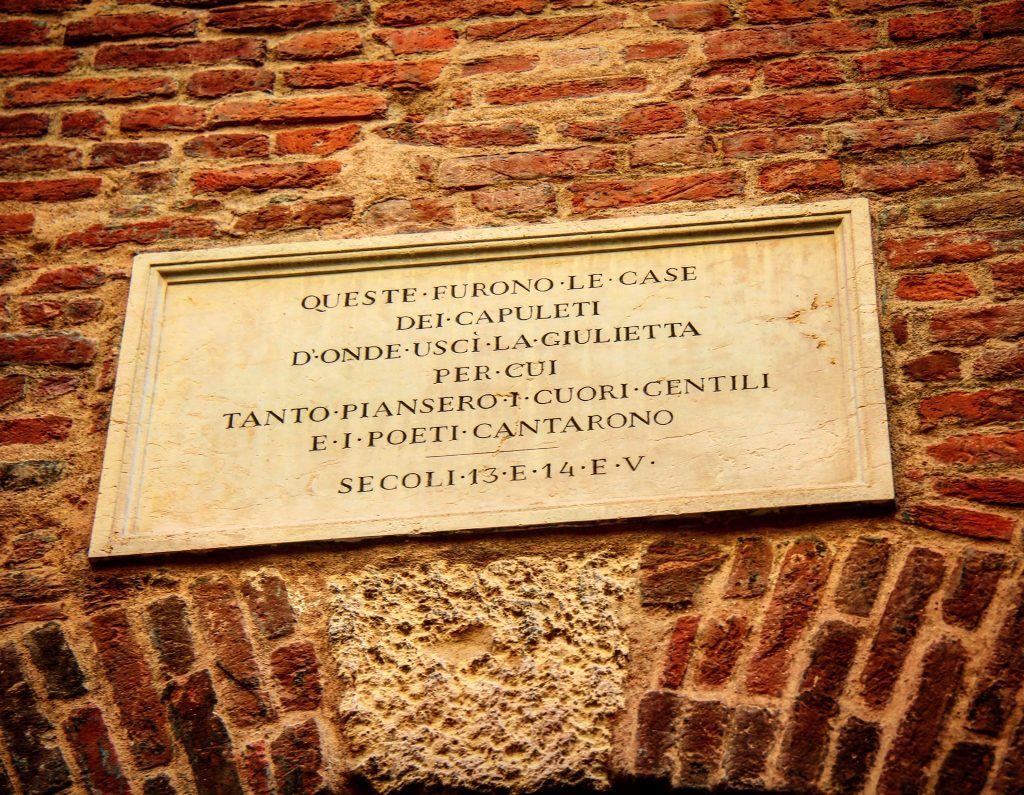 QUESTE·FURONO·LE·CASE
DEI·CAPULETI
D'·ONDE·USCÌ·LA·GIULIETTA
PER·CUI
TANTO·PIANSERO·I·CUORI·GENTILI
E·I·POETI·CANTARONO
SECOLI·13·E·14·E·V·